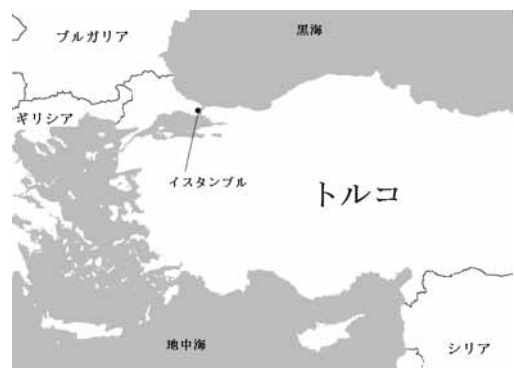 ブルガリア
黒海
ギリシア
イスタンブル
トルコ
地中海
シリア